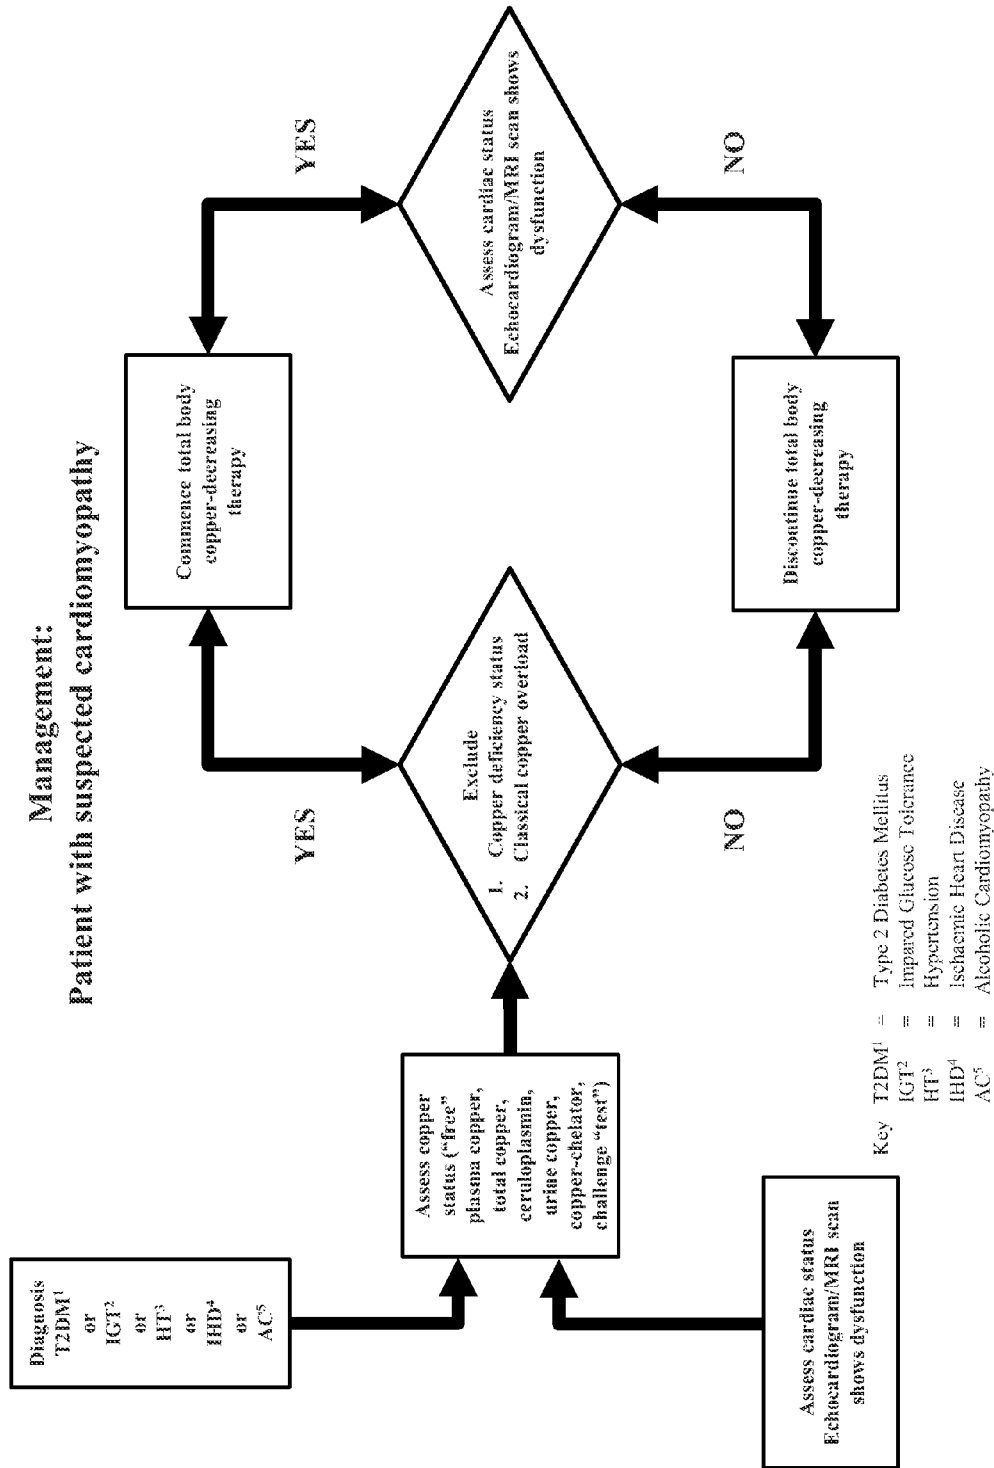 Management:
Patient with suspected cardiomyopathy
Diagnosis
T2DM¹
or
IGT²
or
HT³
or
IHD⁴
or
AC⁵
Assess cardiac status
Echocardiogram/MRI scan
shows dysfunction
Assess copper
status (“free”
plasma copper,
total copper,
ceruloplasmin,
urine copper,
copper-chelator,
challenge “test”)
Exclude
1. Copper deficiency status
2. Classical copper overload
YES
NO
Commence total body
copper-decreasing
therapy
Discontinue total body
copper-decreasing
therapy
Assess cardiac status
Echocardiogram/MRI scan shows
dysfunction
YES
NO
Key T2DM¹ = Type 2 Diabetes Mellitus
IGT² = Impared Glucose Tolerance
HT³ = Hypertension
IHD⁴ = Ischaemic Heart Disease
AC⁵ = Alcoholic Cardiomyopathy